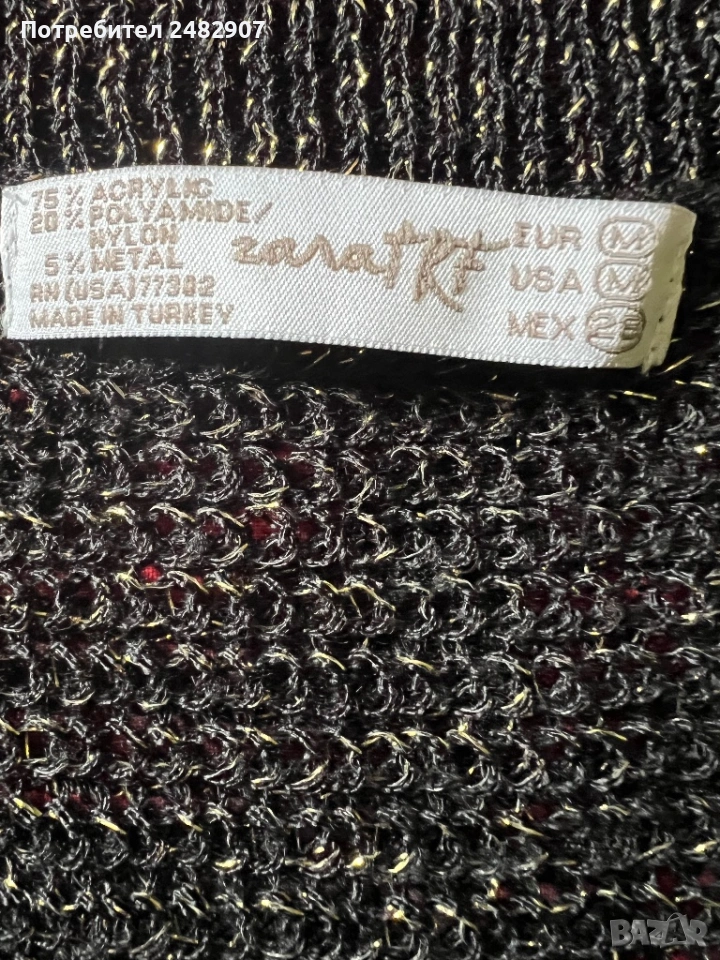 Потребител 2482907
75% ACRYLIC
20% POLYAMIDE/
NYLON
5% METAL
RN (USA) 77302
MADE IN TURKEY
zara TRF
EUR M
USA M
MEX
BAZAR